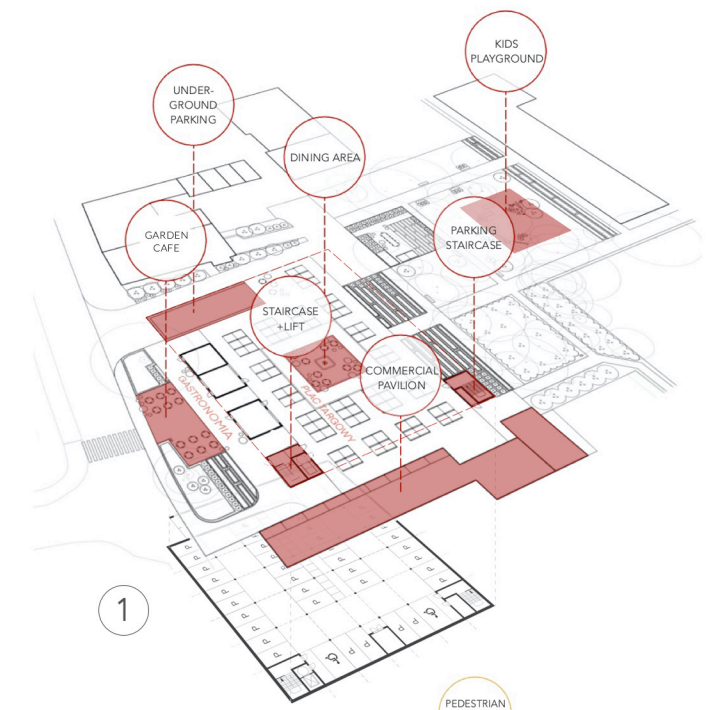 KIDS
PLAYGROUND
UNDER-
GROUND
PARKING
DINING AREA
GARDEN
CAFE
PARKING
STAIRCASE
STAIRCASE
+LIFT
COMMERCIAL
PAVILION
GASTRONOMIA
PLAC TARGOWY
1
PEDESTRIAN